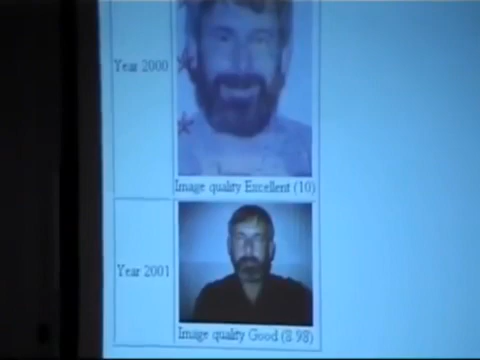 Year 2000
Image quality Excellent (10)
Year 2001
Image quality Good (8.98)